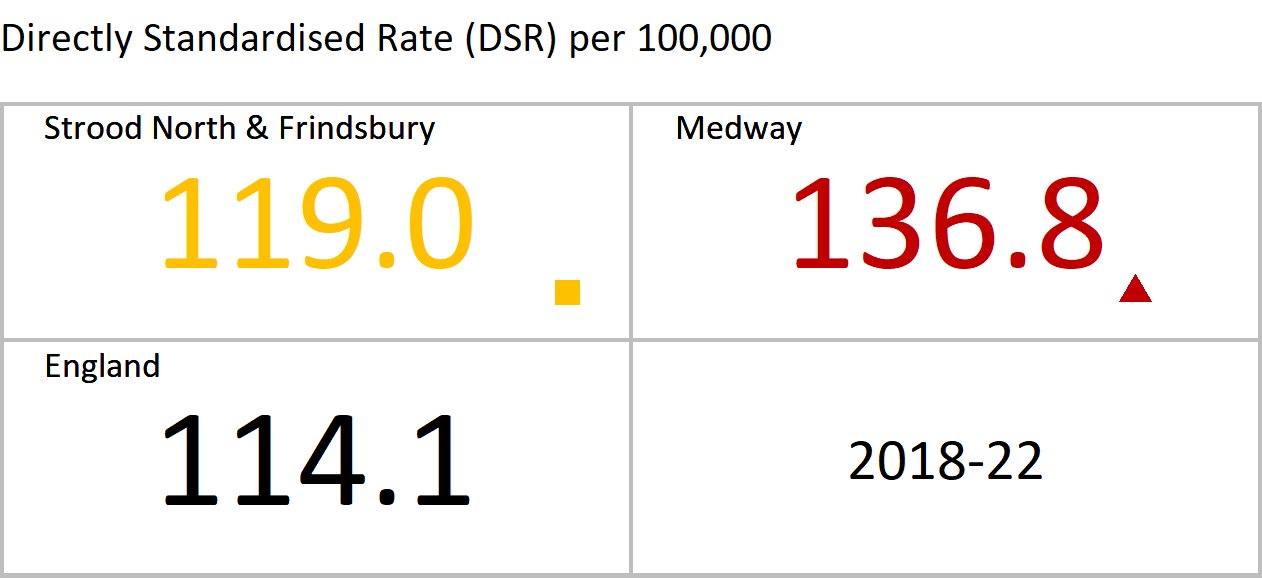 Directly Standardised Rate (DSR) per 100,000
Strood North & Frindsbury
119.0
Medway
136.8
England
114.1
2018-22